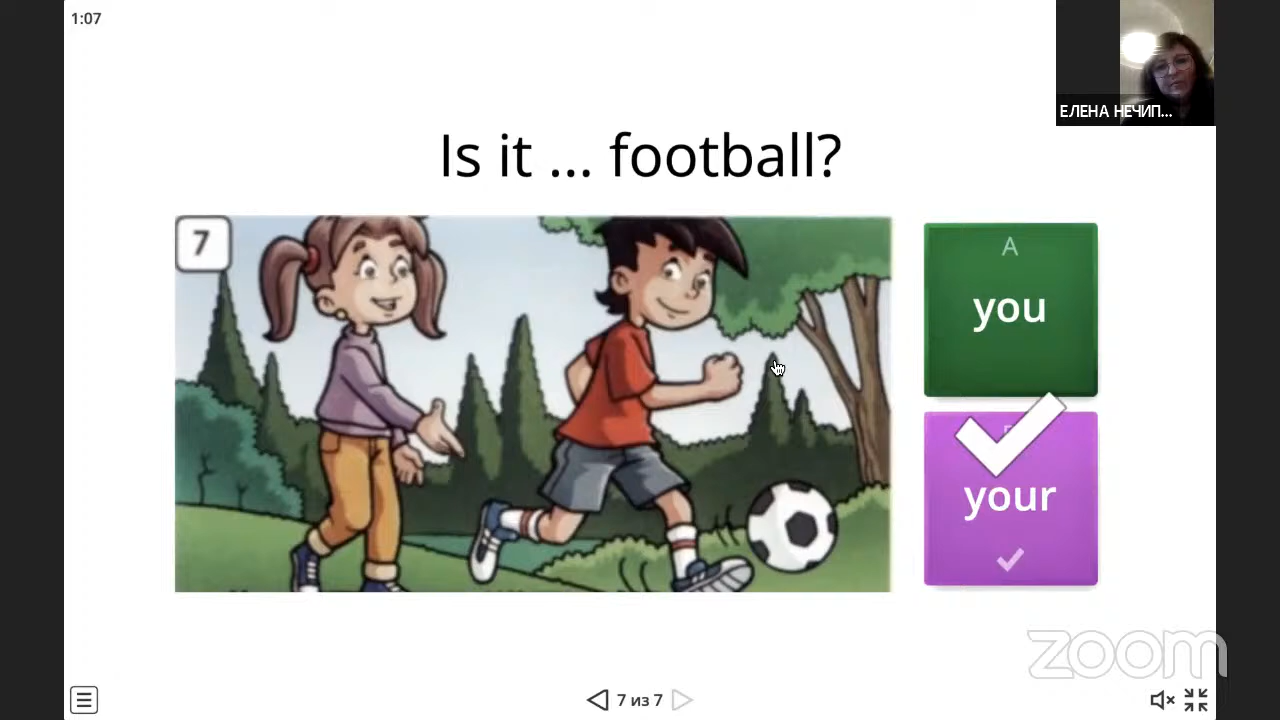 1:07
ЕЛЕНА НЕЧИП...
Is it ... football?
7
A
you
your
7 из 7
zoom